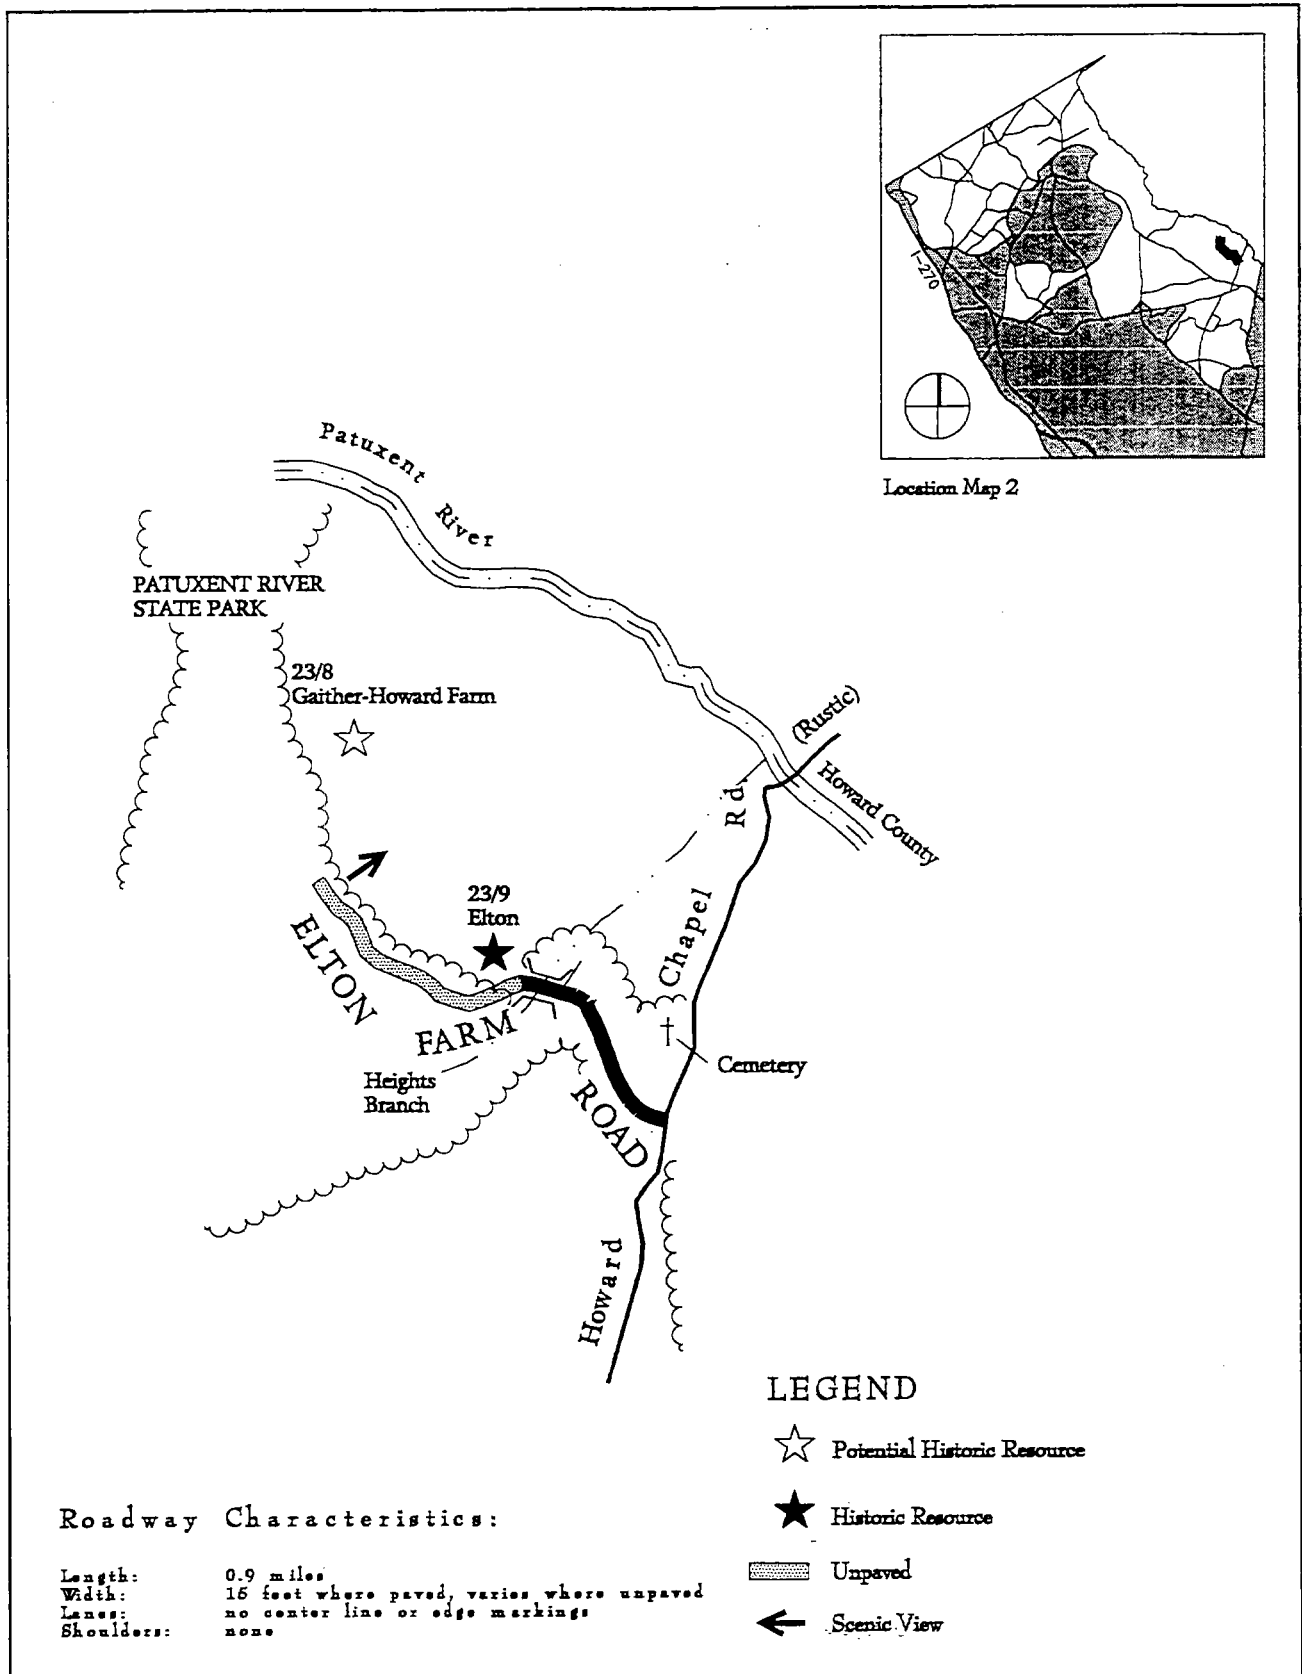 I-270
Location Map 2
Patuxent
River
PATUXENT RIVER
STATE PARK
23/8
Gaither-Howard Farm
(Rustic)
Howard County
Howard Chapel Rd.
23/9
Elton
ELTON FARM ROAD
Cemetery
Heights
Branch
LEGEND
Potential Historic Resource
Historic Resource
Unpaved
Scenic View
Roadway Characteristics:
Length: 0.9 miles
Width: 15 feet where paved, varies where unpaved
Lanes: no center line or edge markings
Shoulders: none